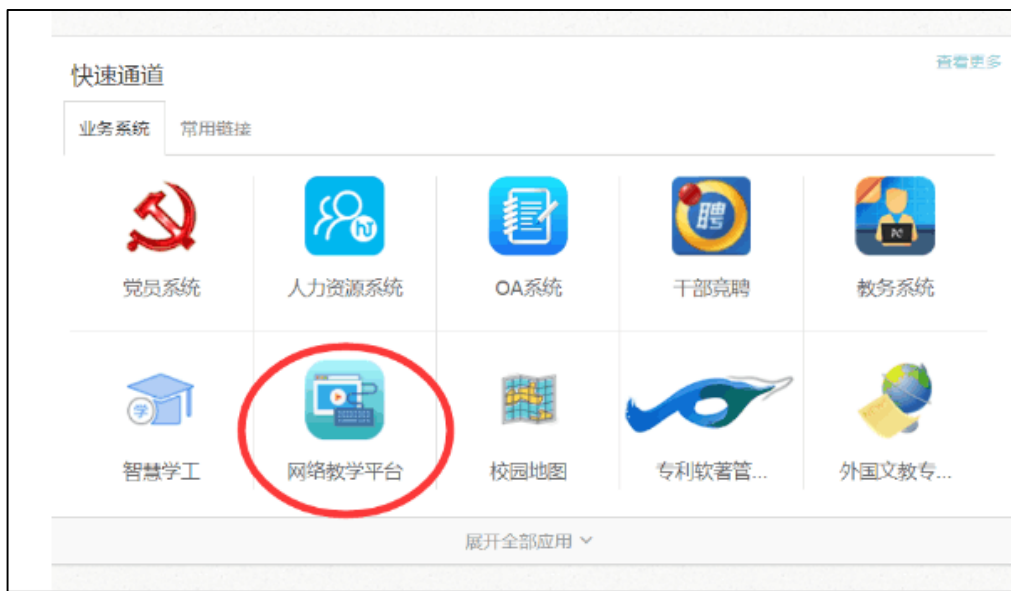 查看更多
快速通道
业务系统 常用链接
聘
PC
党员系统 人力资源系统 OA系统 干部竞聘 教务系统
学
智慧学工 网络教学平台 校园地图 专利软著管... 外国文教专...
展开全部应用